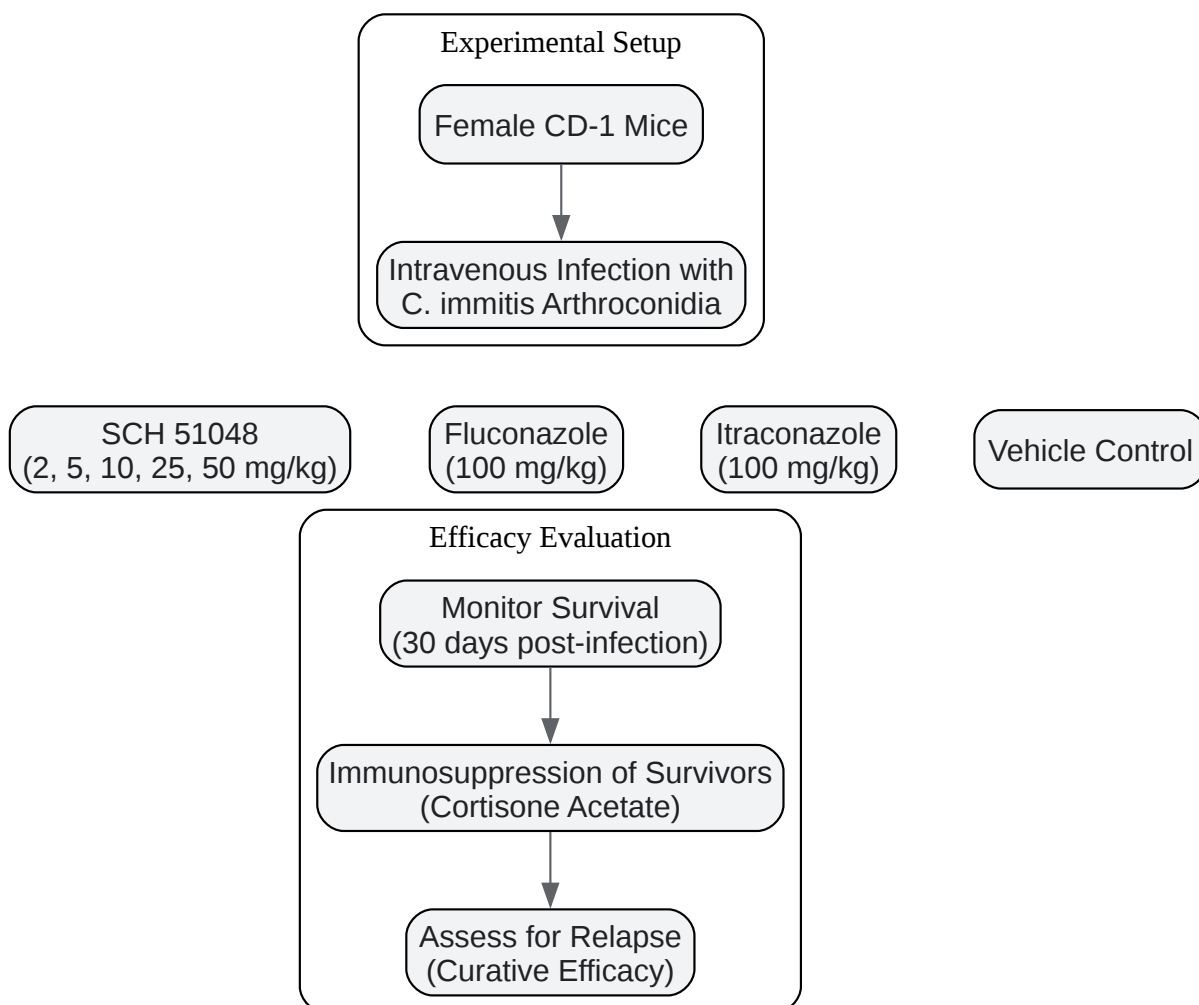 Experimental Setup
Female CD-1 Mice
Intravenous Infection with
C. immitis Arthroconidia
SCH 51048
(2, 5, 10, 25, 50 mg/kg)
Fluconazole
(100 mg/kg)
Itraconazole
(100 mg/kg)
Vehicle Control
Efficacy Evaluation
Monitor Survival
(30 days post-infection)
Immunosuppression of Survivors
(Cortisone Acetate)
Assess for Relapse
(Curative Efficacy)